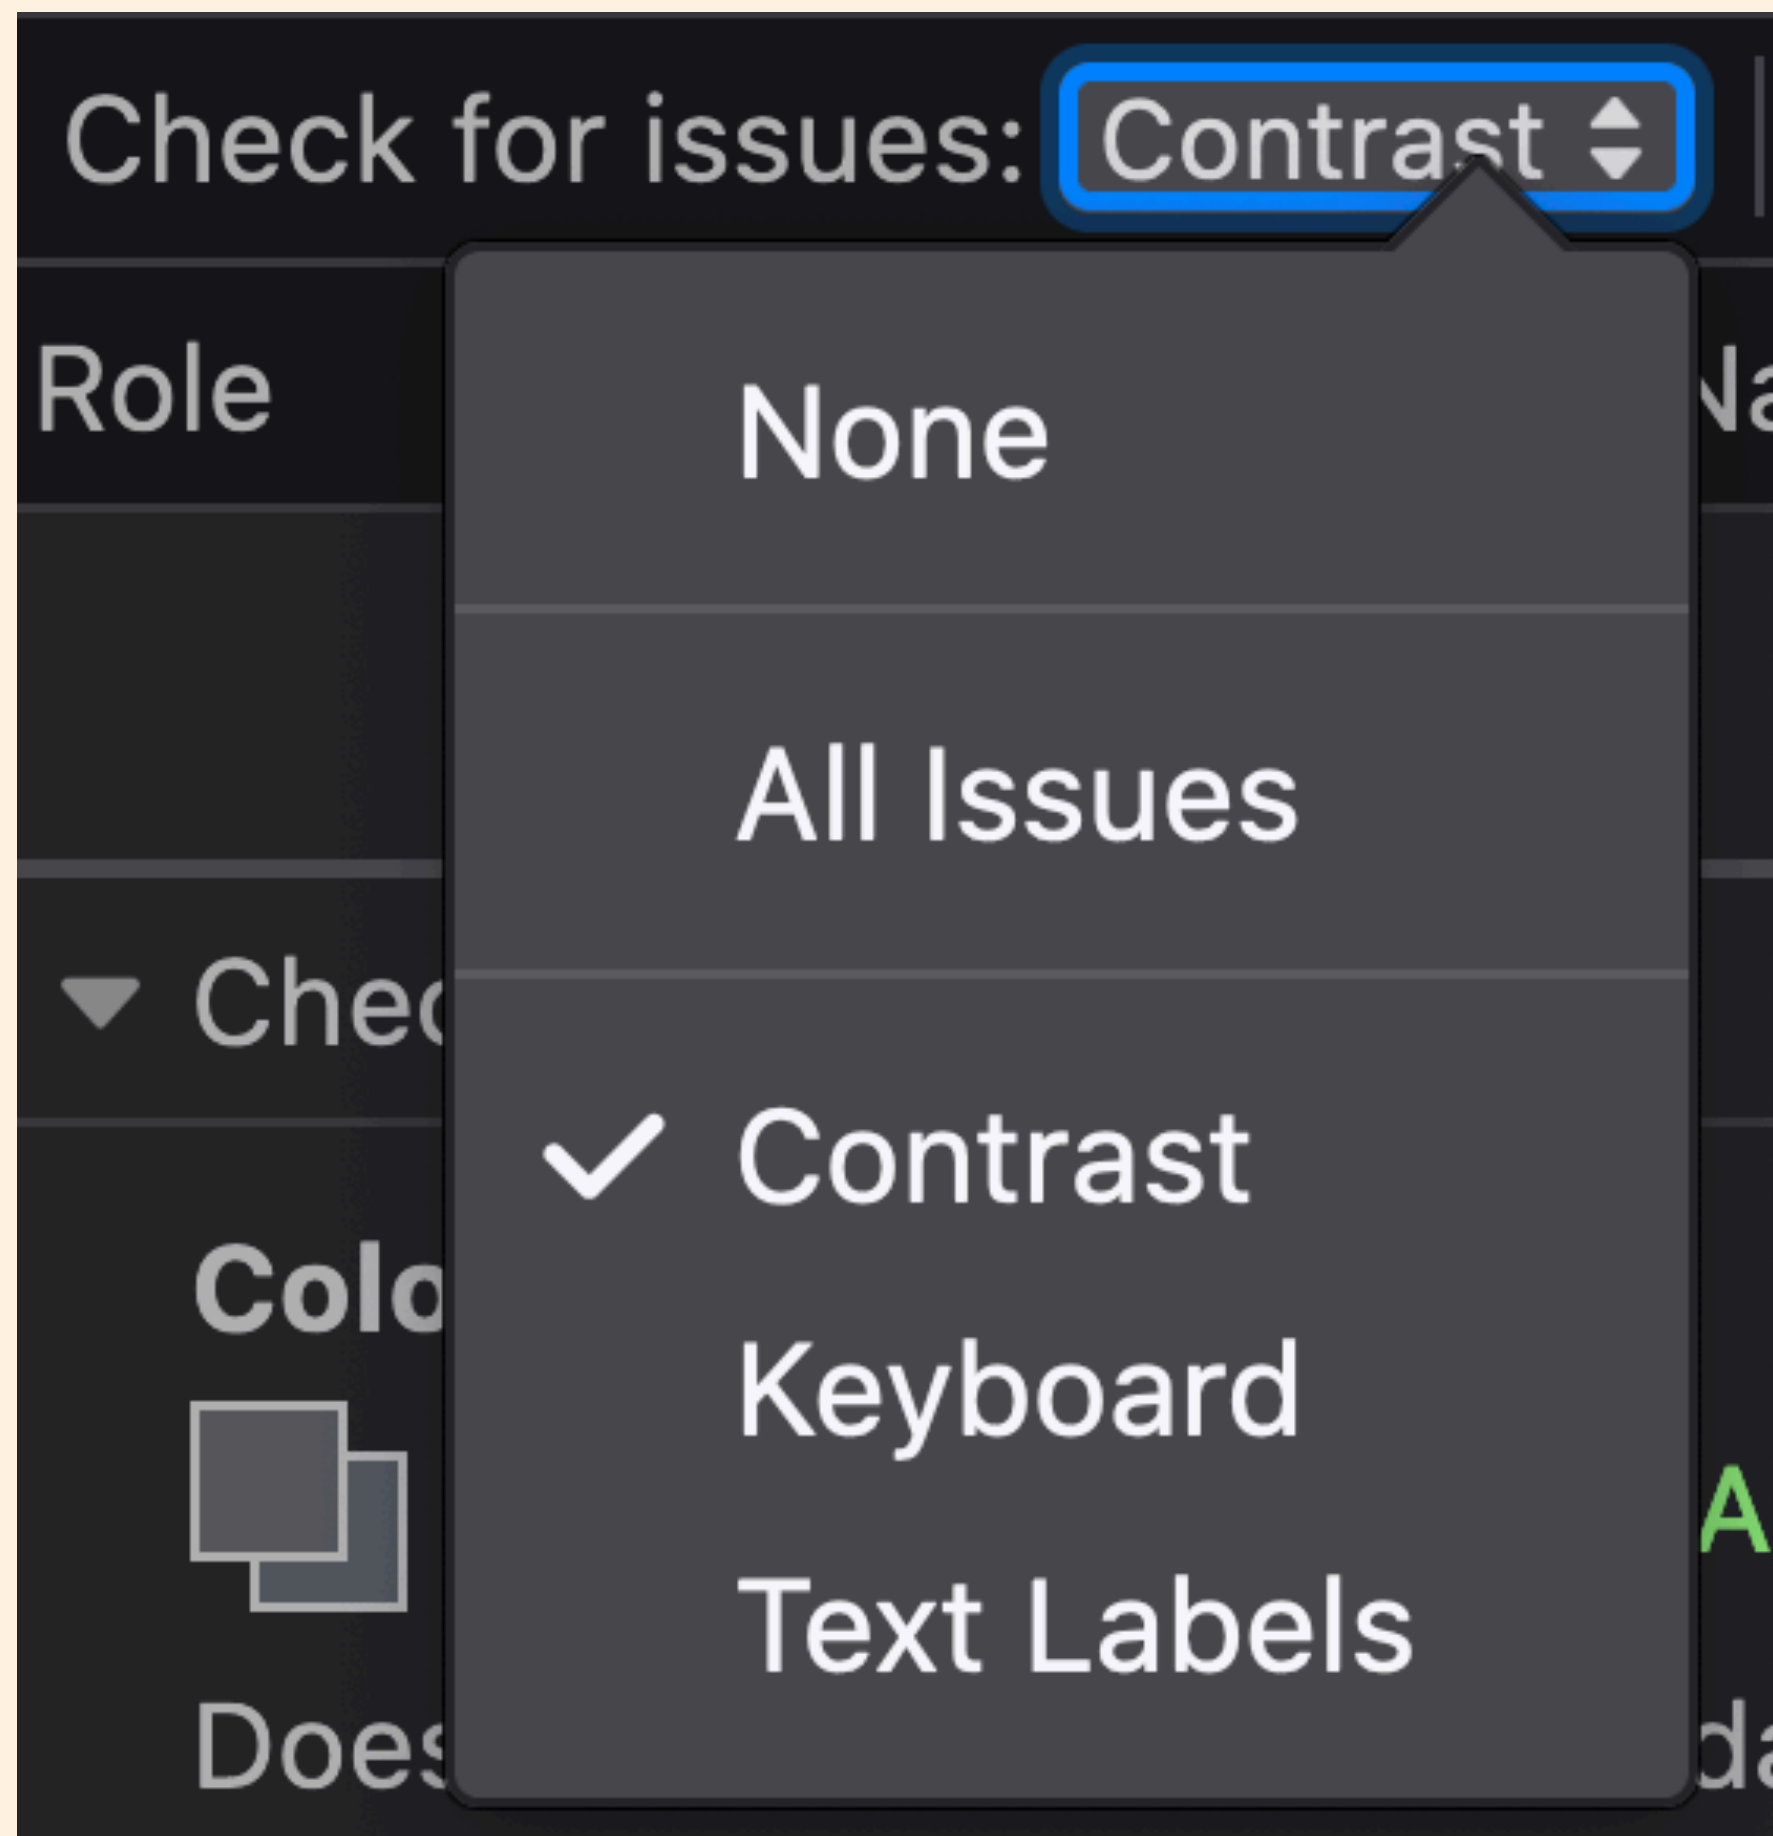 Check for issues: Contrast
Role
None
All Issues
Contrast
Keyboard
Text Labels